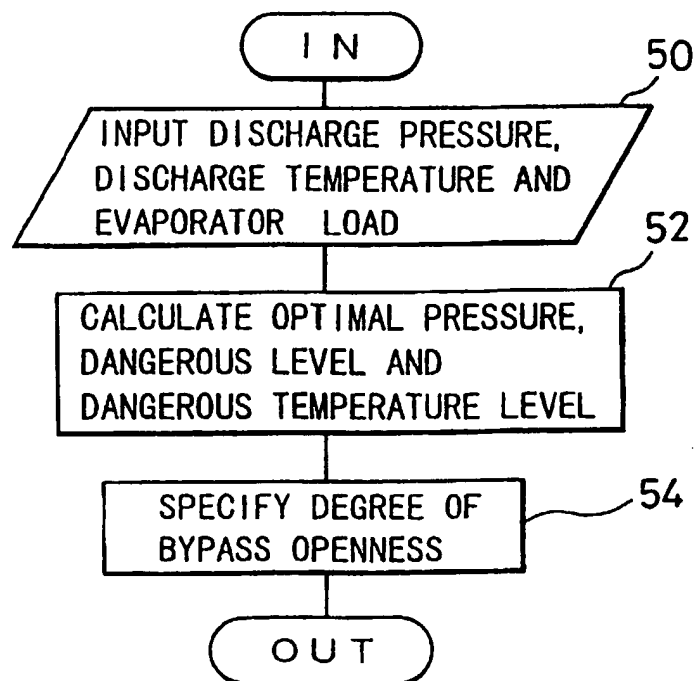 IN
50
INPUT DISCHARGE PRESSURE,
DISCHARGE TEMPERATURE AND
EVAPORATOR LOAD
52
CALCULATE OPTIMAL PRESSURE,
DANGEROUS LEVEL AND
DANGEROUS TEMPERATURE LEVEL
54
SPECIFY DEGREE OF
BYPASS OPENNESS
OUT